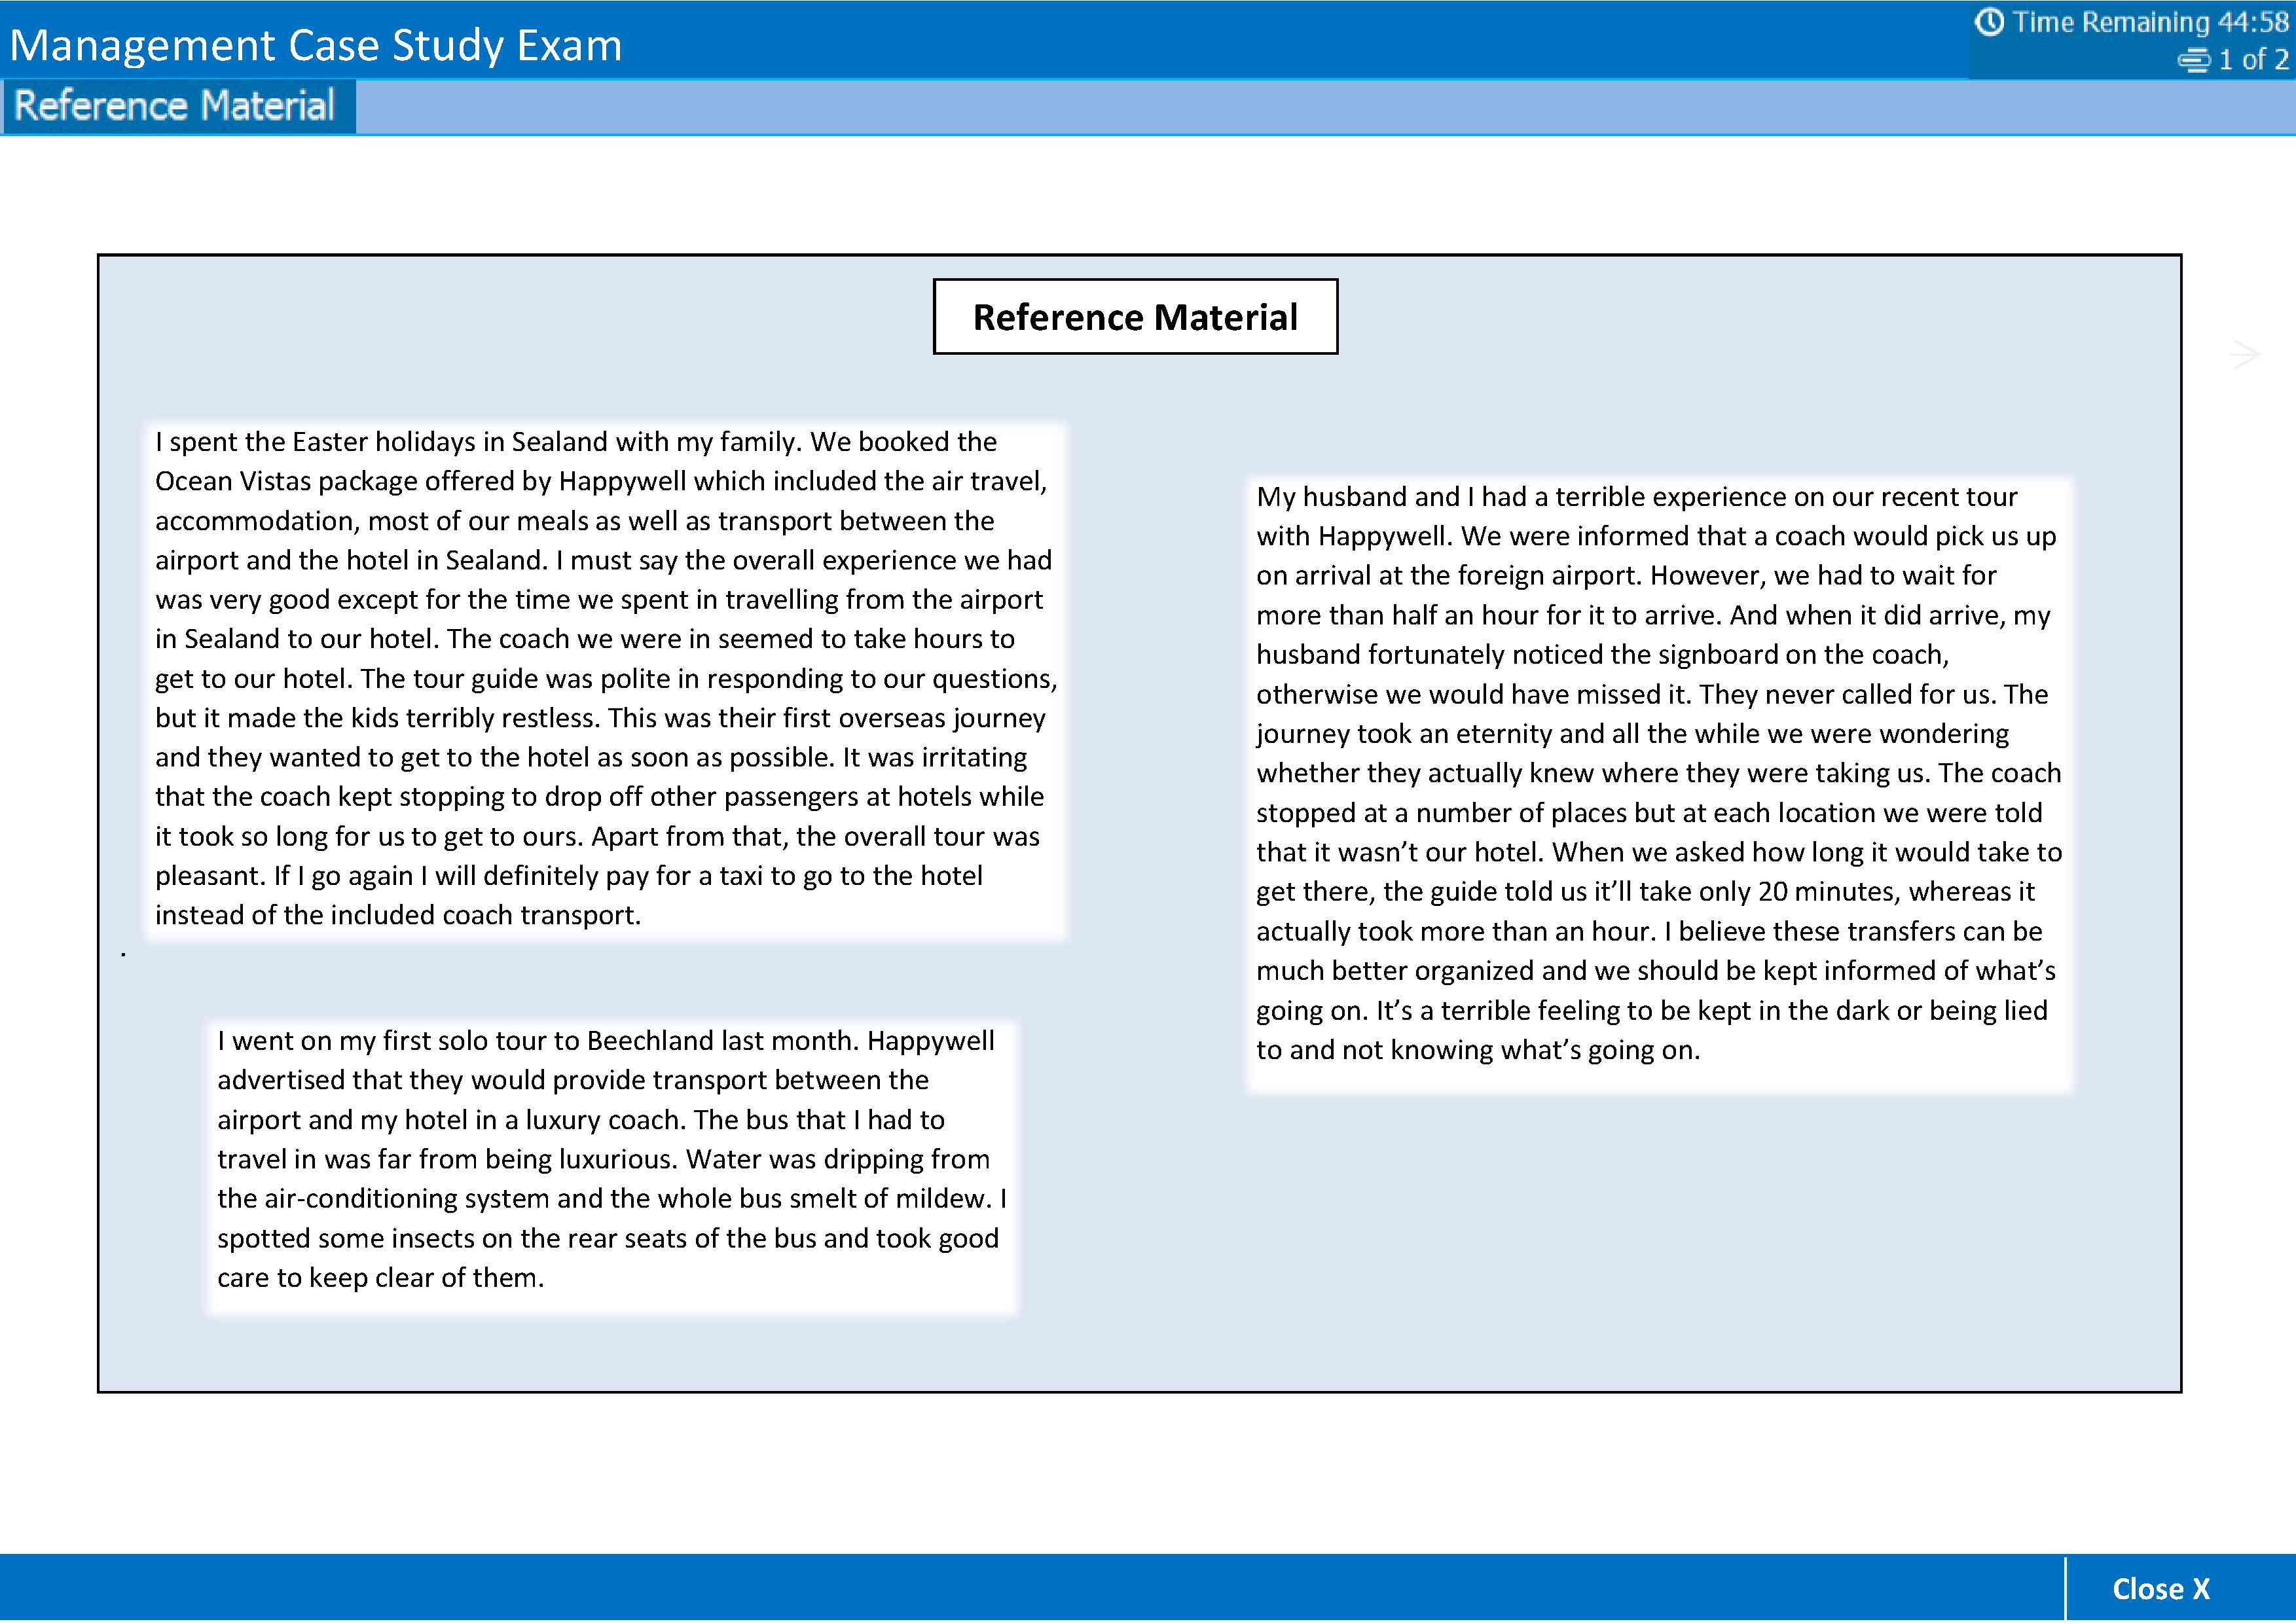 Management Case Study Exam
Time Remaining 44:58
1 of 2
Reference Material
Reference Material
I spent the Easter holidays in Sealand with my family. We booked the
Ocean Vistas package offered by Happywell which included the air travel,
accommodation, most of our meals as well as transport between the
airport and the hotel in Sealand. I must say the overall experience we had
was very good except for the time we spent in travelling from the airport
in Sealand to our hotel. The coach we were in seemed to take hours to
get to our hotel. The tour guide was polite in responding to our questions,
but it made the kids terribly restless. This was their first overseas journey
and they wanted to get to the hotel as soon as possible. It was irritating
that the coach kept stopping to drop off other passengers at hotels while
it took so long for us to get to ours. Apart from that, the overall tour was
pleasant. If I go again I will definitely pay for a taxi to go to the hotel
instead of the included coach transport.
.
I went on my first solo tour to Beechland last month. Happywell
advertised that they would provide transport between the
airport and my hotel in a luxury coach. The bus that I had to
travel in was far from being luxurious. Water was dripping from
the air-conditioning system and the whole bus smelt of mildew. I
spotted some insects on the rear seats of the bus and took good
care to keep clear of them.
My husband and I had a terrible experience on our recent tour
with Happywell. We were informed that a coach would pick us up
on arrival at the foreign airport. However, we had to wait for
more than half an hour for it to arrive. And when it did arrive, my
husband fortunately noticed the signboard on the coach,
otherwise we would have missed it. They never called for us. The
journey took an eternity and all the while we were wondering
whether they actually knew where they were taking us. The coach
stopped at a number of places but at each location we were told
that it wasn’t our hotel. When we asked how long it would take to
get there, the guide told us it’ll take only 20 minutes, whereas it
actually took more than an hour. I believe these transfers can be
much better organized and we should be kept informed of what’s
going on. It’s a terrible feeling to be kept in the dark or being lied
to and not knowing what’s going on.
Close X